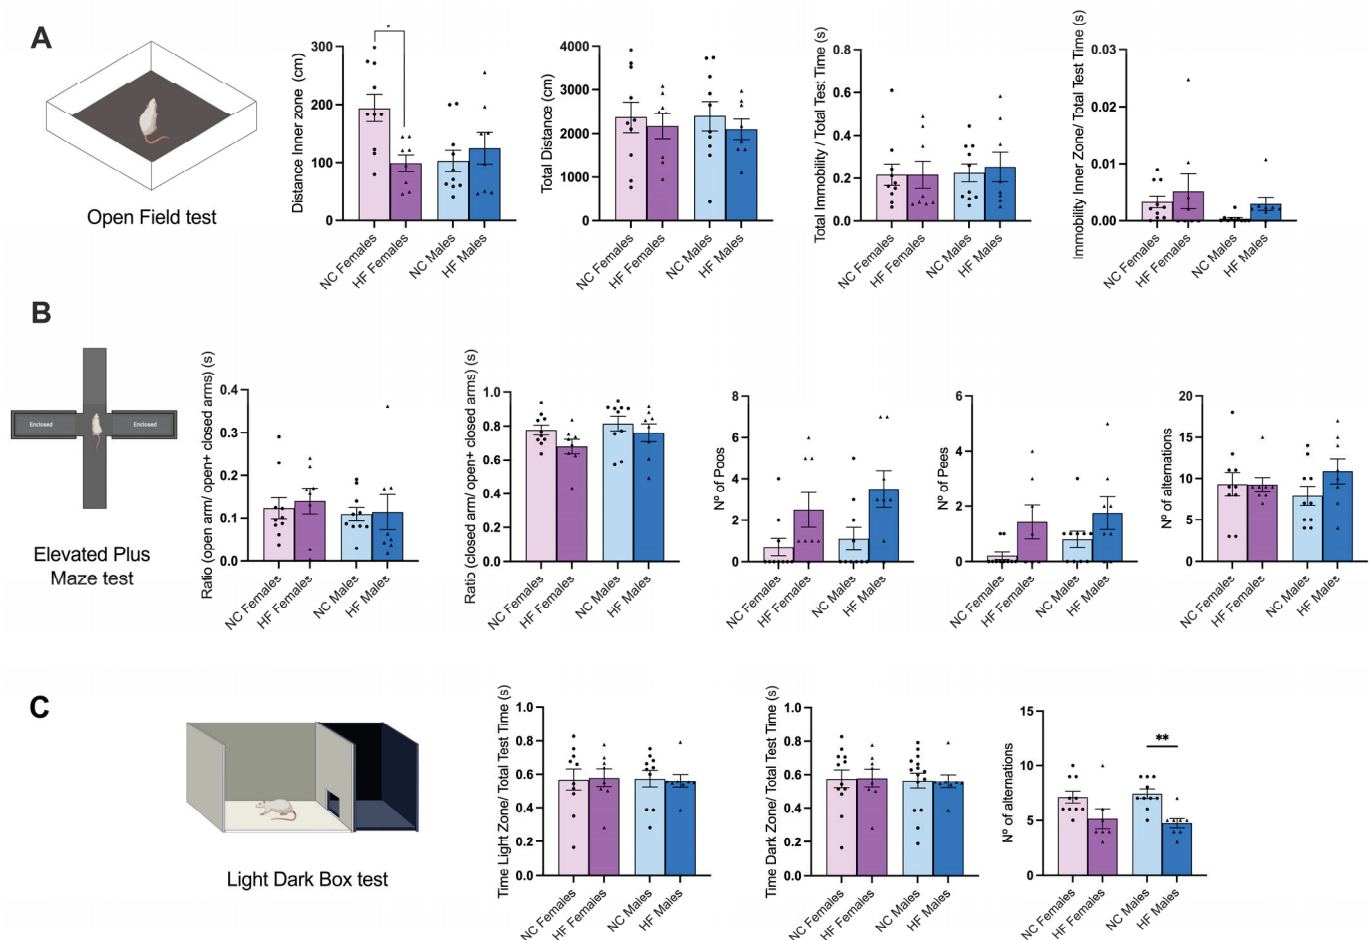 A
Open Field test
Distance Inner zone (cm)
300
200
100
0
NC Females
HF Females
NC Males
HF Males
Total Distance (cm)
4000
3000
2000
1000
0
NC Females
HF Females
NC Males
HF Males
Total Immobility / Total Tes: Time (s)
0.8
0.6
0.4
0.2
0.0
NC Females
HF Females
NC Males
HF Males
Immobility Inner Zone/ Total Test Time (s)
0.03
0.02
0.01
0.00
NC Females
HF Females
NC Males
HF Males
B
Enclosed
Enclosed
Elevated Plus
Maze test
Ratio (open arm/ open+ closed arms) (s)
0.4
0.3
0.2
0.1
0.0
NC Females
HF Females
NC Males
HF Males
Ratio (closed arm/ open+ closed arms) (s)
1.0
0.8
0.6
0.4
0.2
0.0
NC Females
HF Females
NC Males
HF Males
Nº of Poos
8
6
4
2
0
NC Females
HF Females
NC Males
HF Males
Nº of Pees
6
4
2
0
NC Females
HF Females
NC Males
HF Males
Nº of alternations
20
15
10
5
0
NC Females
HF Females
NC Males
HF Males
C
Light Dark Box test
Time Light Zone/ Total Test Time (s)
1.0
0.8
0.6
0.4
0.2
0.0
NC Females
HF Females
NC Males
HF Males
Time Dark Zone/ Total Test Time (s)
1.0
0.8
0.6
0.4
0.2
0.0
NC Females
HF Females
NC Males
HF Males
Nº of alternations
15
10
5
0
**
NC Females
HF Females
NC Males
HF Males